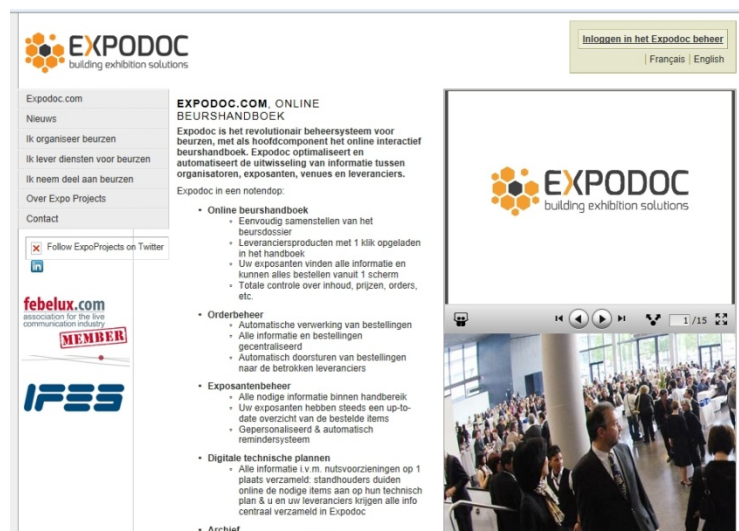 EXPODOC
building exhibition solutions
Inloggen in het Expodoc beheer
| Français | English
Expodoc.com
Nieuws
Ik organiseer beurzen
Ik lever diensten voor beurzen
Ik neem deel aan beurzen
Over Expo Projects
Contact
Follow ExpoProjects on Twitter
in
febelux.com
association for the live
communication industry
MEMBER
IFES
EXPODOC.COM, ONLINE
BEURSHANDBOEK
Expodoc is het revolutionair beheersysteem voor
beurzen, met als hoofdcomponent het online interactief
beurshandboek. Expodoc optimaliseert en
automatiseert de uitwisseling van informatie tussen
organisatoren, exposanten, venues en leveranciers.
Expodoc in een notendop:
• Online beurshandboek
◦ Eenvoudig samenstellen van het
beursdossier
◦ Leveranciersproducten met 1 klik opgeladen
in het handboek
◦ Uw exposanten vinden alle informatie en
kunnen alles bestellen vanuit 1 scherm
◦ Totale controle over inhoud, prijzen, orders,
etc.
• Orderbeheer
◦ Automatische verwerking van bestellingen
◦ Alle informatie en bestellingen
gecentraliseerd
◦ Automatisch doorsturen van bestellingen
naar de betrokken leveranciers
• Exposantenbeheer
◦ Alle nodige informatie binnen handbereik
◦ Uw exposanten hebben steeds een up-to-
date overzicht van de bestelde items
◦ Gepersonaliseerd & automatisch
remindersysteem
• Digitale technische plannen
◦ Alle informatie i.v.m. nutsvoorzieningen op 1
plaats verzameld: standhouders duiden
online de nodige items aan op hun technisch
plan & u en uw leveranciers krijgen alle info
centraal verzameld in Expodoc
• Archief
EXPODOC
building exhibition solutions
1 /15